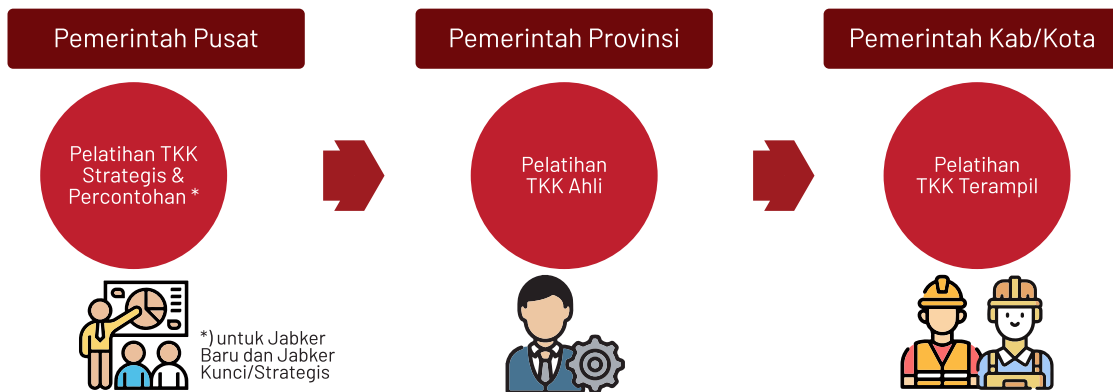 Pemerintah Pusat
Pelatihan TKK
Strategis &
Percontohan *
*) untuk Jabker
Baru dan Jabker
Kunci/Strategis
Pemerintah Provinsi
Pelatihan
TKK Ahli
Pemerintah Kab/Kota
Pelatihan
TKK Terampil